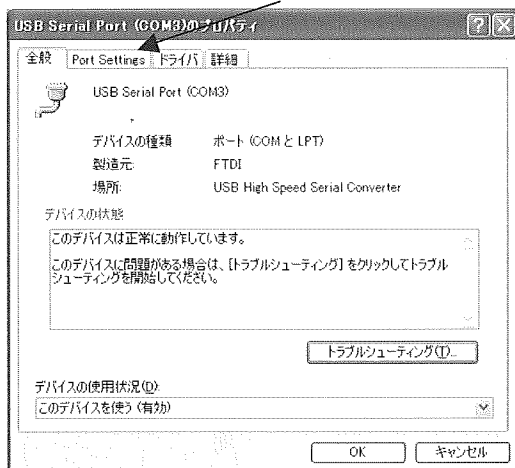 USB Serial Port (COM3)のプロパティ
全般 Port Settings ドライバ 詳細
USB Serial Port (COM3)
デバイスの種類 ポート (COM と LPT)
製造元: FTDI
場所: USB High Speed Serial Converter
デバイスの状態
このデバイスは正常に動作しています。
このデバイスに問題がある場合は、[トラブルシューティング] をクリックしてトラブル
シューティングを開始してください。
トラブルシューティング(T)...
デバイスの使用状況(D):
このデバイスを使う (有効)
OK キャンセル